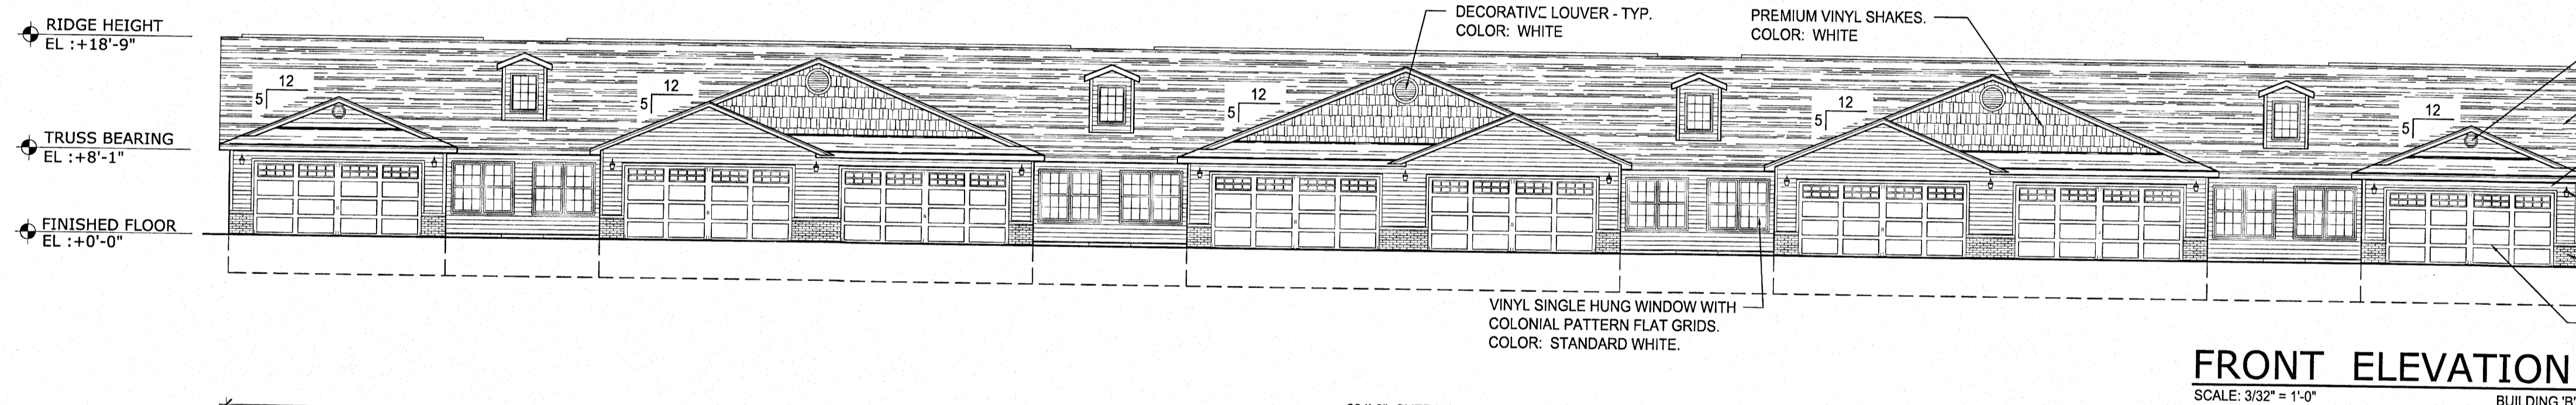 RIDGE HEIGHT
EL :+18'-9"
TRUSS BEARING
EL :+8'-1"
FINISHED FLOOR
EL :+0'-0"
12
5
12
5
DECORATIVE LOUVER - TYP.
COLOR: WHITE
12
5
PREMIUM VINYL SHAKES.
COLOR: WHITE
12
5
12
5
VINYL SINGLE HUNG WINDOW WITH
COLONIAL PATTERN FLAT GRIDS.
COLOR: STANDARD WHITE.
FRONT ELEVATION
SCALE: 3/32" = 1'-0"